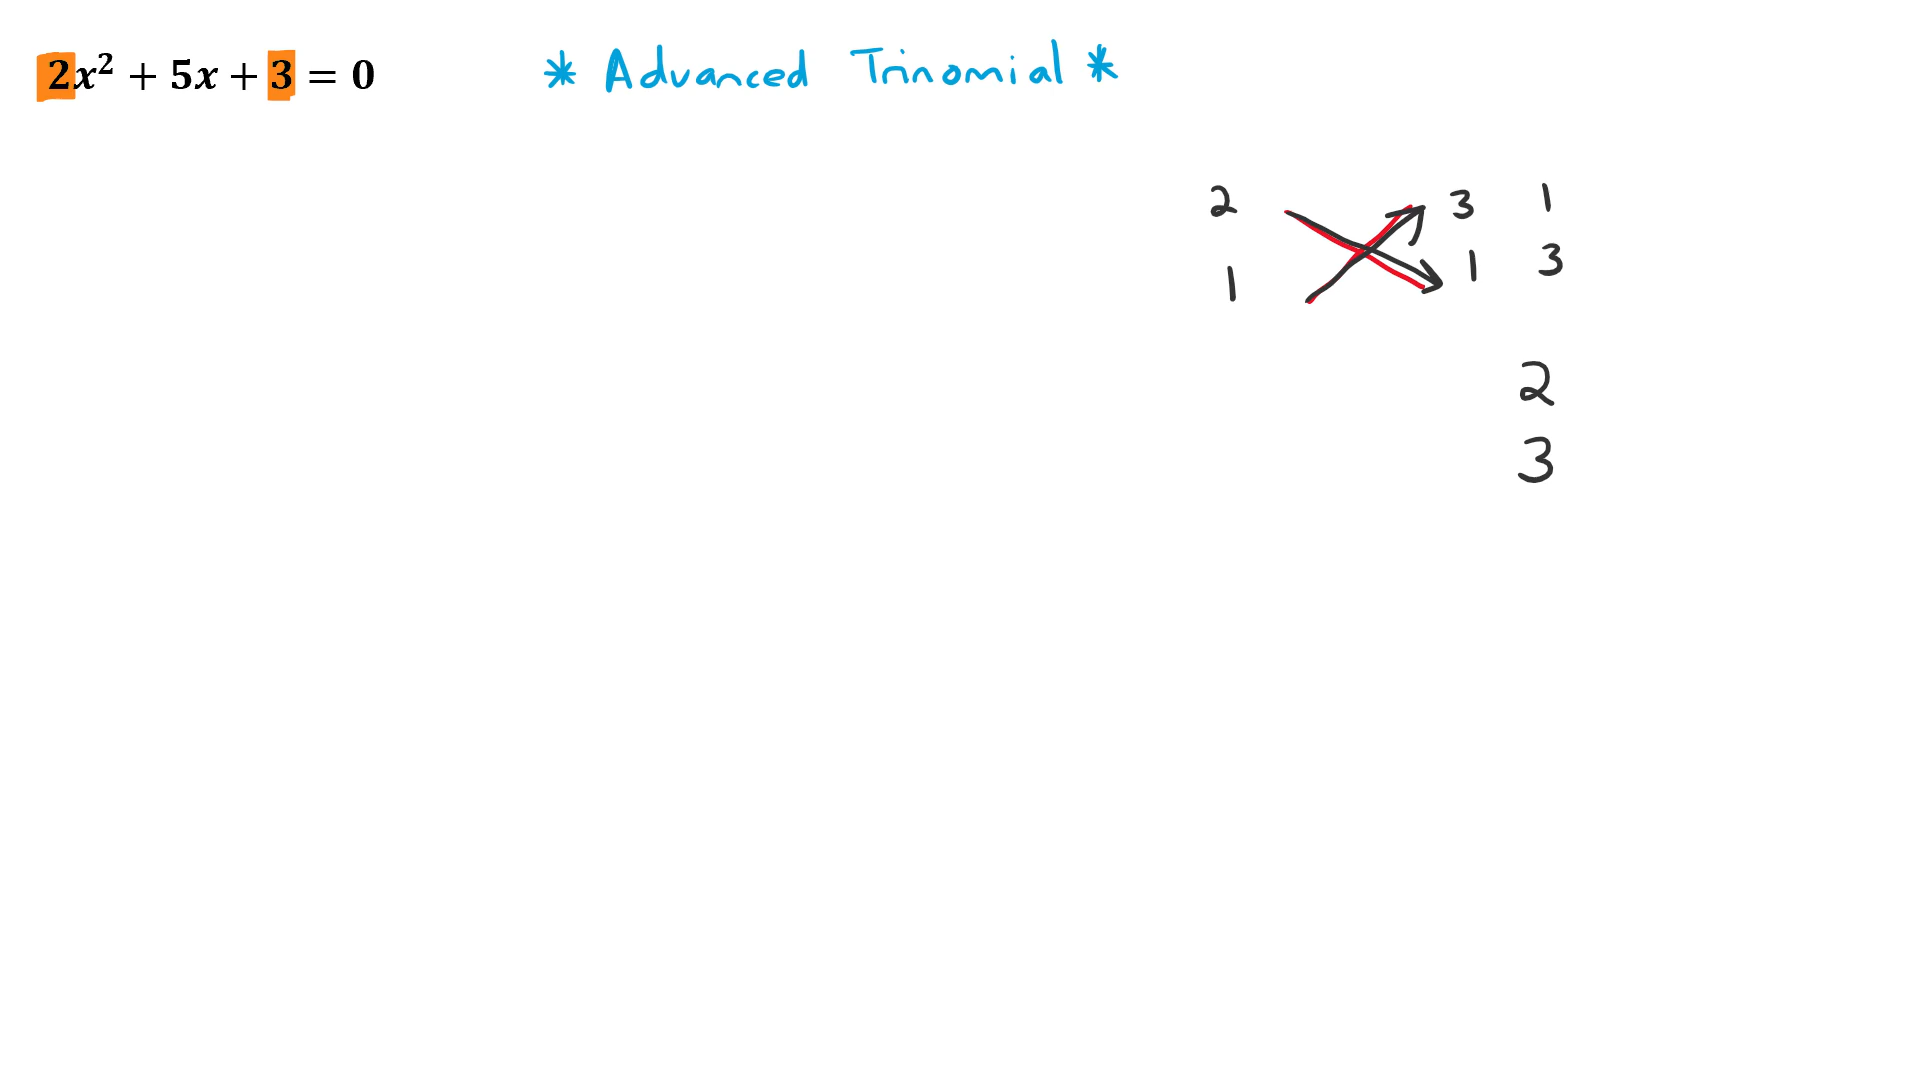 2x² + 5x + 3 = 0 * Advanced Trinomial *
2 3 1
1 1 3
2
3